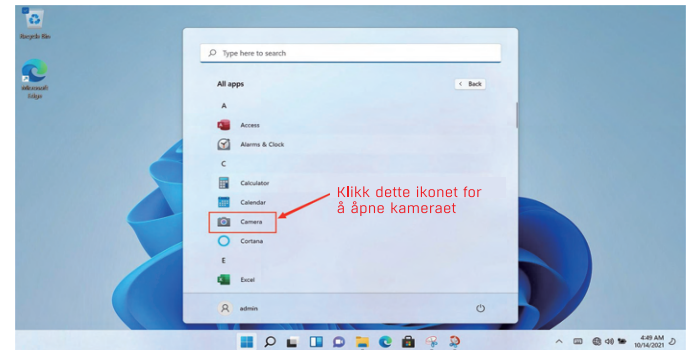 Recycle Bin
Microsoft
Edge
Type here to search
All apps
< Back
A
Access
Alarms & Clock
C
Calculator
Calendar
Camera
Cortana
E
Excel
admin
Klikk dette ikonet for
å åpne kameraet
4:49 AM
10/14/2021